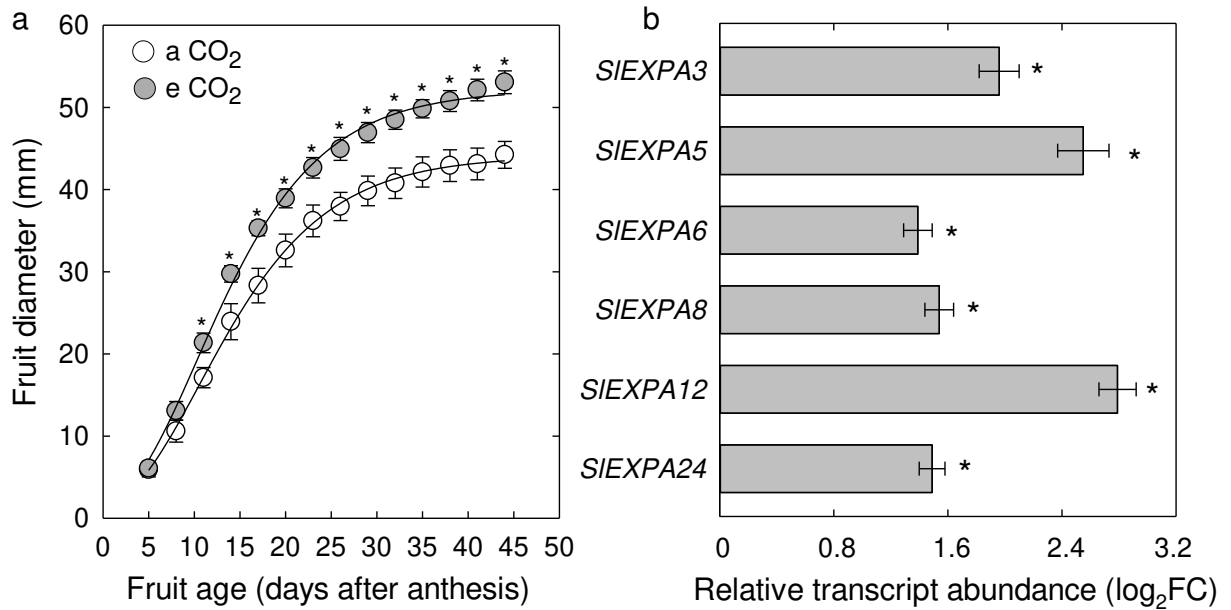 a
60
50
40
30
20
10
0
Fruit diameter (mm)
a CO₂
e CO₂
* * * * * * * * * * * *
0 5 10 15 20 25 30 35 40 45 50
Fruit age (days after anthesis)
b
SlEXPA3 *
SlEXPA5 *
SlEXPA6 *
SlEXPA8 *
SlEXPA12 *
SlEXPA24 *
0 0.8 1.6 2.4 3.2
Relative transcript abundance (log₂FC)